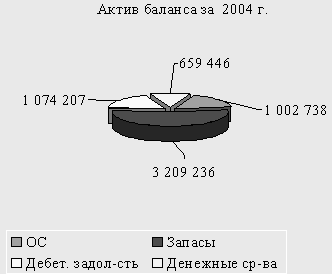 Актив баланса за 2004 г.
659 446
1 074 207
1 002 738
3 209 236
ОС Запасы
Дебет. задол-сть Денежные ср-ва